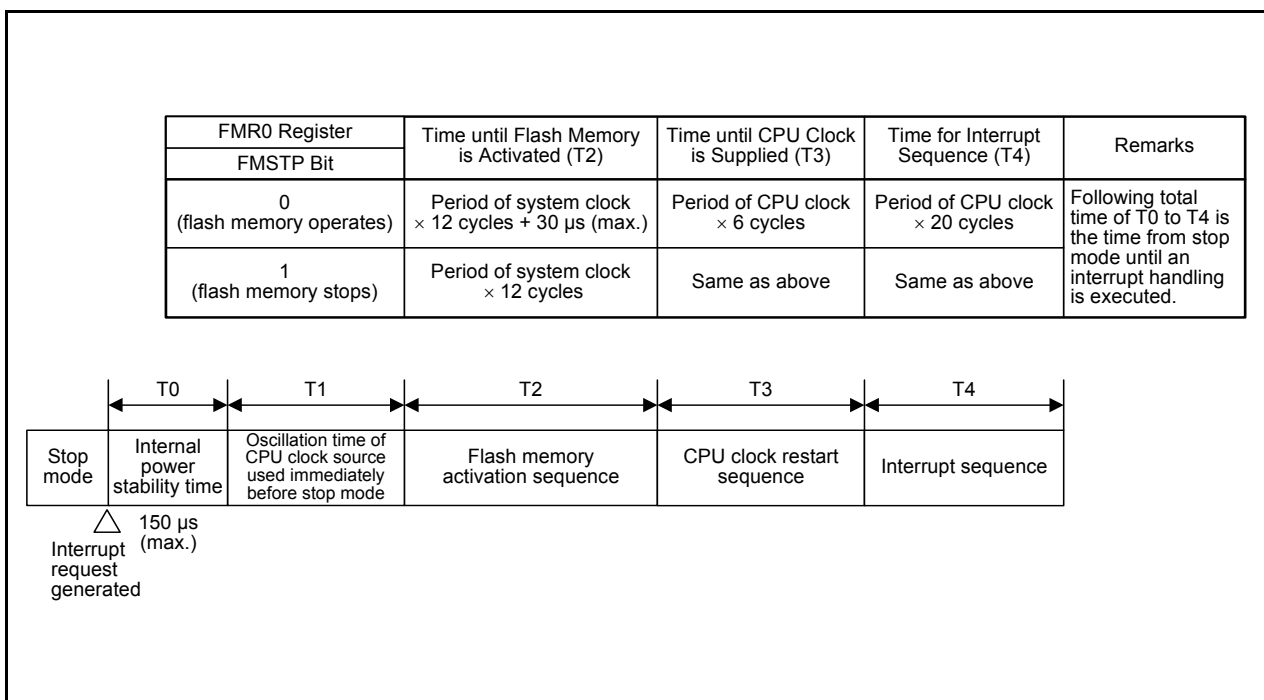 FMR0 Register
FMSTP Bit
Time until Flash Memory
is Activated (T2)
Time until CPU Clock
is Supplied (T3)
Time for Interrupt
Sequence (T4)
Remarks
0
(flash memory operates)
Period of system clock
× 12 cycles + 30 µs (max.)
Period of CPU clock
× 6 cycles
Period of CPU clock
× 20 cycles
Following total
time of T0 to T4 is
the time from stop
mode until an
interrupt handling
is executed.
1
(flash memory stops)
Period of system clock
× 12 cycles
Same as above
Same as above
T0
T1
T2
T3
T4
Stop
mode
Internal
power
stability time
Oscillation time of
CPU clock source
used immediately
before stop mode
Flash memory
activation sequence
CPU clock restart
sequence
Interrupt sequence
150 µs
(max.)
Interrupt
request
generated